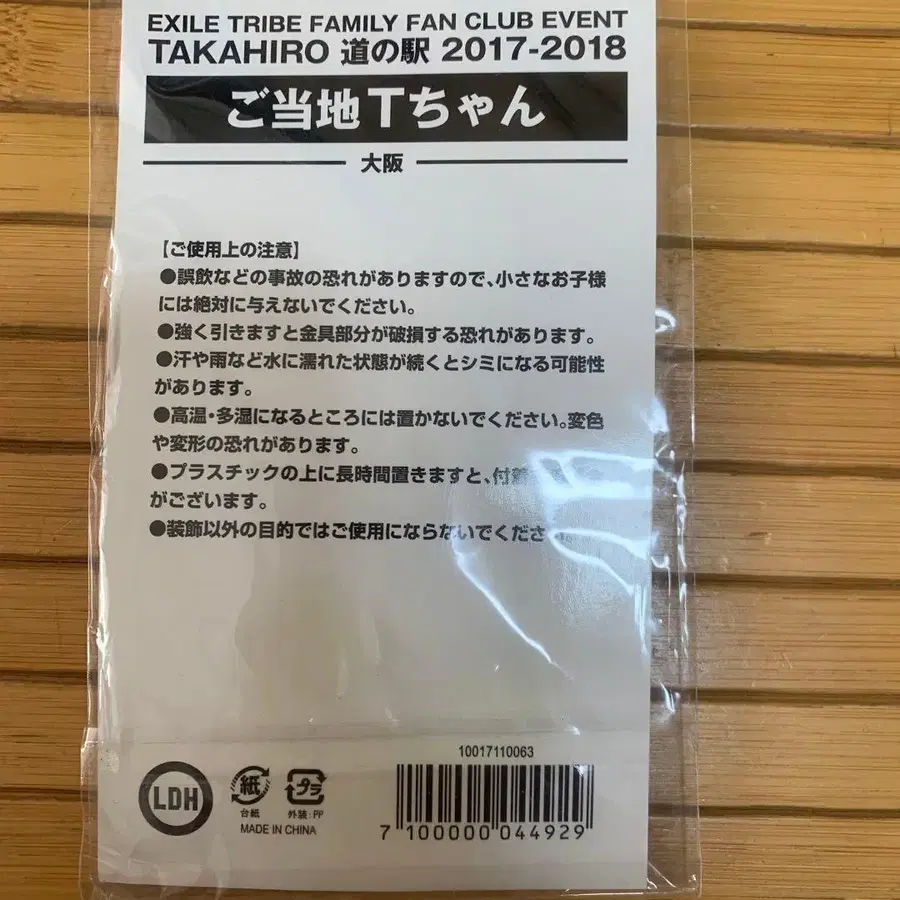 EXILE TRIBE FAMILY FAN CLUB EVENT
TAKAHIRO 道の駅 2017-2018
ご当地Tちゃん
大阪
【ご使用上の注意】
●誤飲などの事故の恐れがありますので、小さなお子様
には絶対に与えないでください。
●強く引きますと金具部分が破損する恐れがあります。
●汗や雨など水に濡れた状態が続くとシミになる可能性
があります。
●高温・多湿になるところには置かないでください。変色
や変形の恐れがあります。
●プラスチックの上に長時間置きますと、付着
がございます。
●装飾以外の目的ではご使用にならないでくださ
10017110063
LDH
紙
台紙
プラ
外装:PP
MADE IN CHINA
7 100000 044929